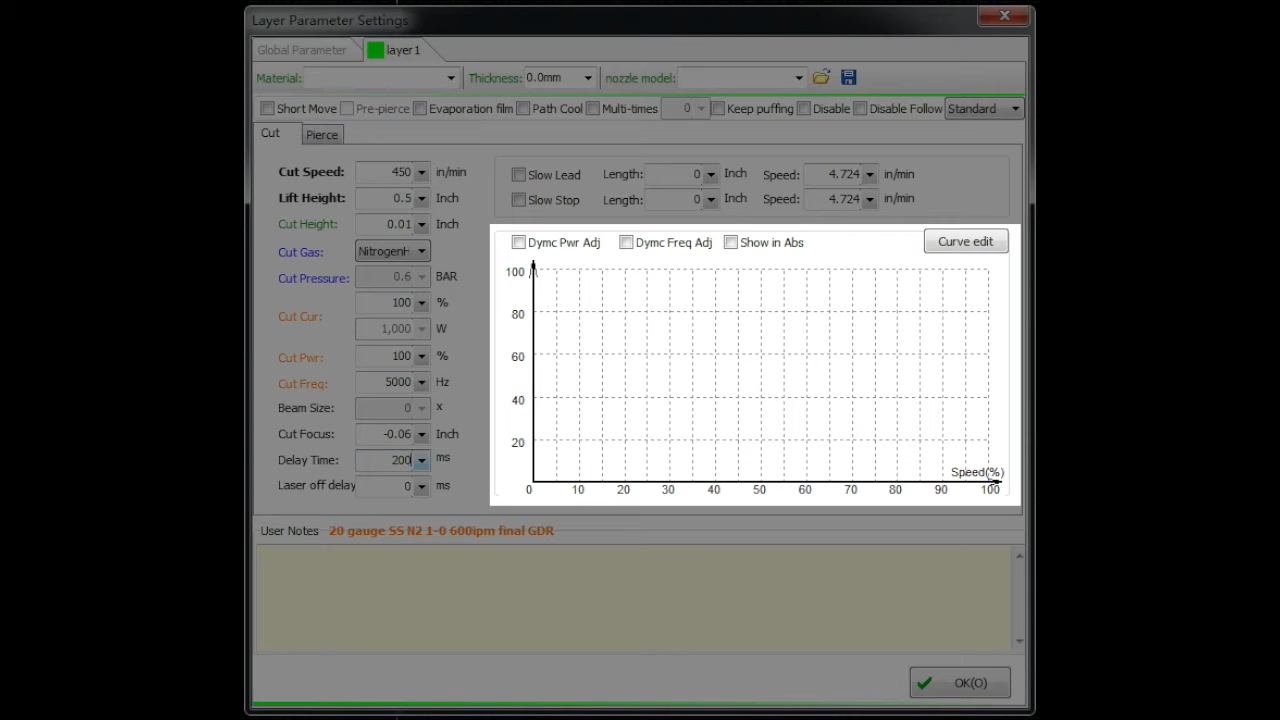 Layer Parameter Settings
Global Parameter layer1
Material: Thickness: 0.0mm nozzle model:
Short Move Pre-pierce Evaporation film Path Cool Multi-times 0 Keep puffing Disable Disable Follow Standard
Cut Pierce
Cut Speed: 450 in/min
Lift Height: 0.5 Inch
Cut Height: 0.01 Inch
Cut Gas: NitrogenH
Cut Pressure: 0.6 BAR
100 %
Cut Cur:
1,000 W
Cut Pwr: 100 %
Cut Freq: 5000 Hz
Beam Size: 0 x
Cut Focus: -0.06 Inch
Delay Time: 200 ms
Laser off delay 0 ms
Slow Lead Length: 0 Inch Speed: 4.724 in/min
Slow Stop Length: 0 Inch Speed: 4.724 in/min
Dymc Pwr Adj Dymc Freq Adj Show in Abs Curve edit
100
80
60
40
20
Speed(%)
0 10 20 30 40 50 60 70 80 90 100
User Notes 20 gauge SS N2 1-0 600ipm final GDR
OK(O)